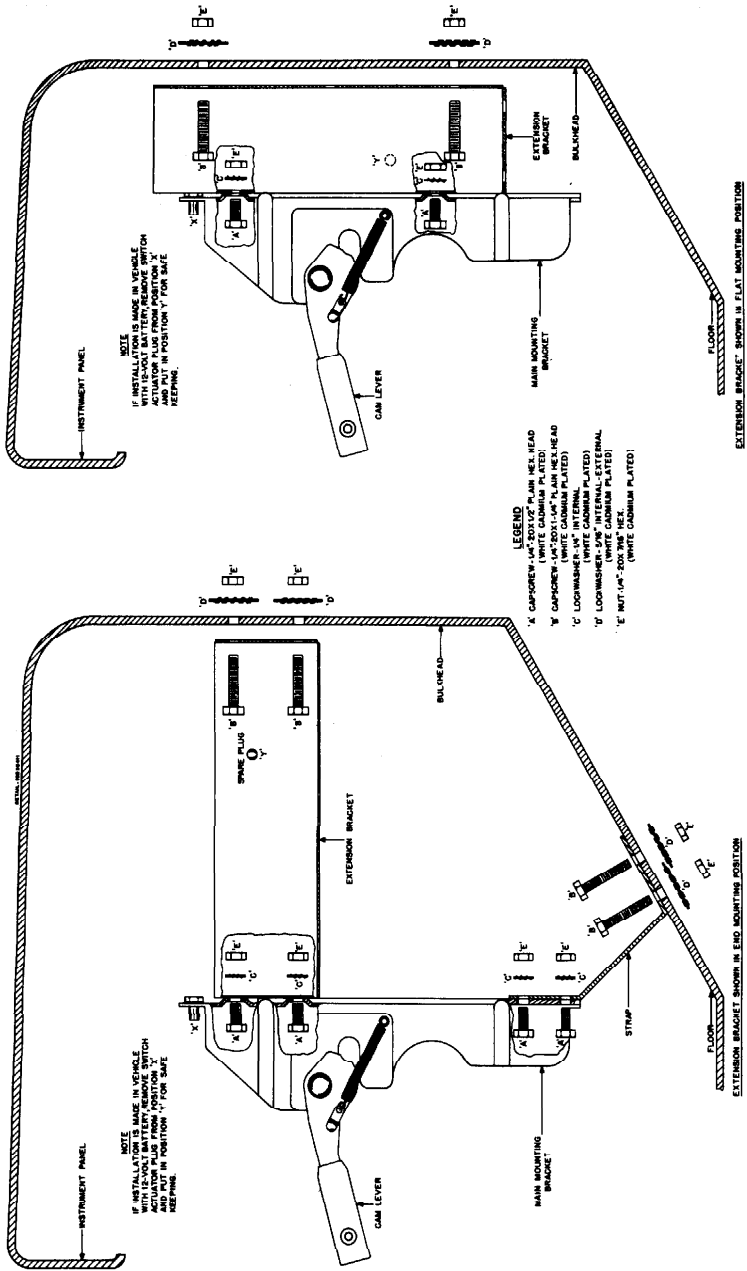 NOTE
IF INSTALLATION IS MADE IN VEHICLE
WITH 12-VOLT BATTERY, REMOVE SWITCH
ACTUATOR PLUG FROM POSITION 'X'
AND PUT IN POSITION 'Y' FOR SAFE
KEEPING.
INSTRUMENT PANEL
'X'
'A'
'A'
'C'
'C'
'E'
'E'
SPARE PLUG
'Y'
'B'
'B'
'D'
'D'
'E'
'E'
EXTENSION BRACKET
BULKHEAD
CAM LEVER
MAIN MOUNTING
BRACKET
'A'
'A'
'C'
'C'
'E'
'E'
STRAP
'B'
'B'
'D'
'D'
'E'
'E'
FLOOR
EXTENSION BRACKET SHOWN IN END MOUNTING POSITION
LEGEND
'A' CAPSCREW-1/4"-20X1/2" PLAIN HEX. HEAD
(WHITE CADMIUM PLATED)
'B' CAPSCREW-1/4"-20X1-1/4" PLAIN HEX. HEAD
(WHITE CADMIUM PLATED)
'C' LOCKWASHER-1/4" INTERNAL
(WHITE CADMIUM PLATED)
'D' LOCKWASHER-5/16" INTERNAL-EXTERNAL
(WHITE CADMIUM PLATED)
'E' NUT-1/4"-20X7/16" HEX.
(WHITE CADMIUM PLATED)
NOTE
IF INSTALLATION IS MADE IN VEHICLE
WITH 12-VOLT BATTERY, REMOVE SWITCH
ACTUATOR PLUG FROM POSITION 'X'
AND PUT IN POSITION 'Y' FOR SAFE
KEEPING.
INSTRUMENT PANEL
'X'
'A'
'A'
'C'
'C'
'E'
'E'
'B'
'B'
'Y'
'D'
'D'
'E'
'E'
EXTENSION
BRACKET
BULKHEAD
CAM LEVER
MAIN MOUNTING
BRACKET
FLOOR
EXTENSION BRACKET SHOWN IN FLAT MOUNTING POSITION